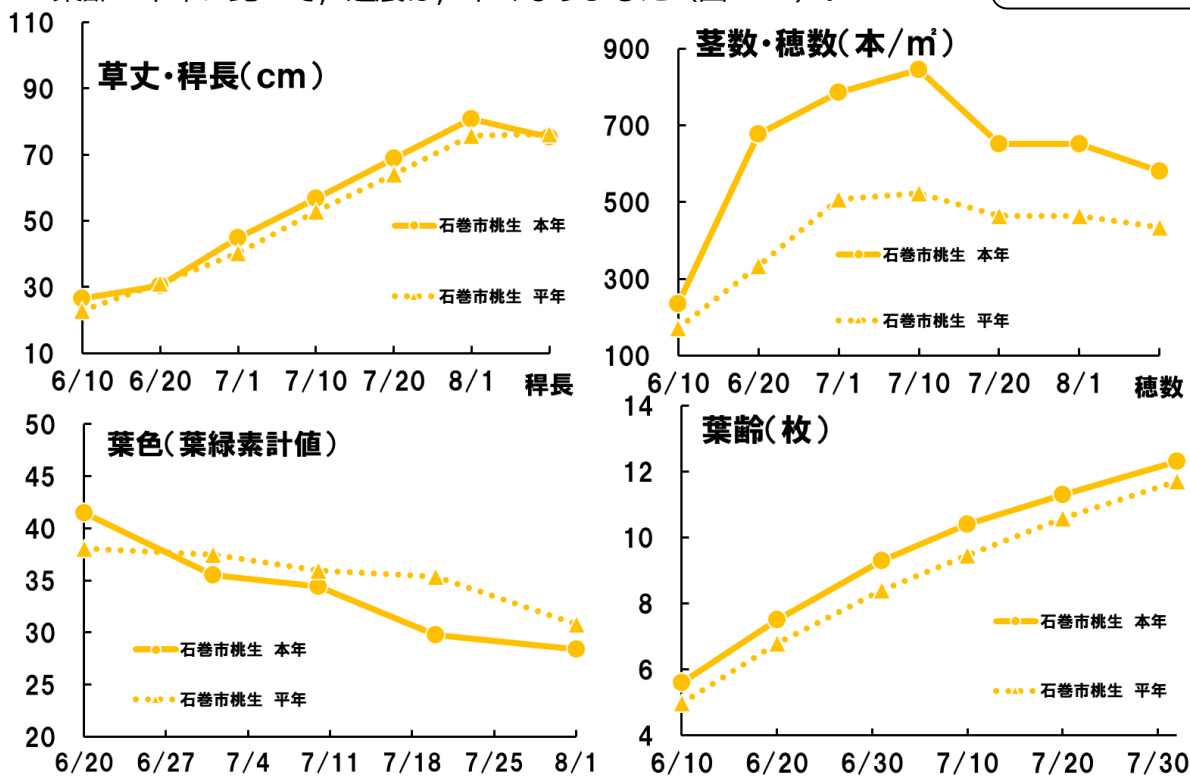 草丈・稈長(cm)
110
90
70
50
30
10
6/10 6/20 7/1 7/10 7/20 8/1 稈長
石巻市桃生 本年
石巻市桃生 平年
茎数・穂数(本/㎡)
900
700
500
300
100
6/10 6/20 7/1 7/10 7/20 8/1 穂数
石巻市桃生 本年
石巻市桃生 平年
葉色(葉緑素計値)
50
45
40
35
30
25
20
6/20 6/27 7/4 7/11 7/18 7/25 8/1
石巻市桃生 本年
石巻市桃生 平年
葉齢(枚)
14
12
10
8
6
4
6/10 6/20 6/30 7/10 7/20 7/30
石巻市桃生 本年
石巻市桃生 平年